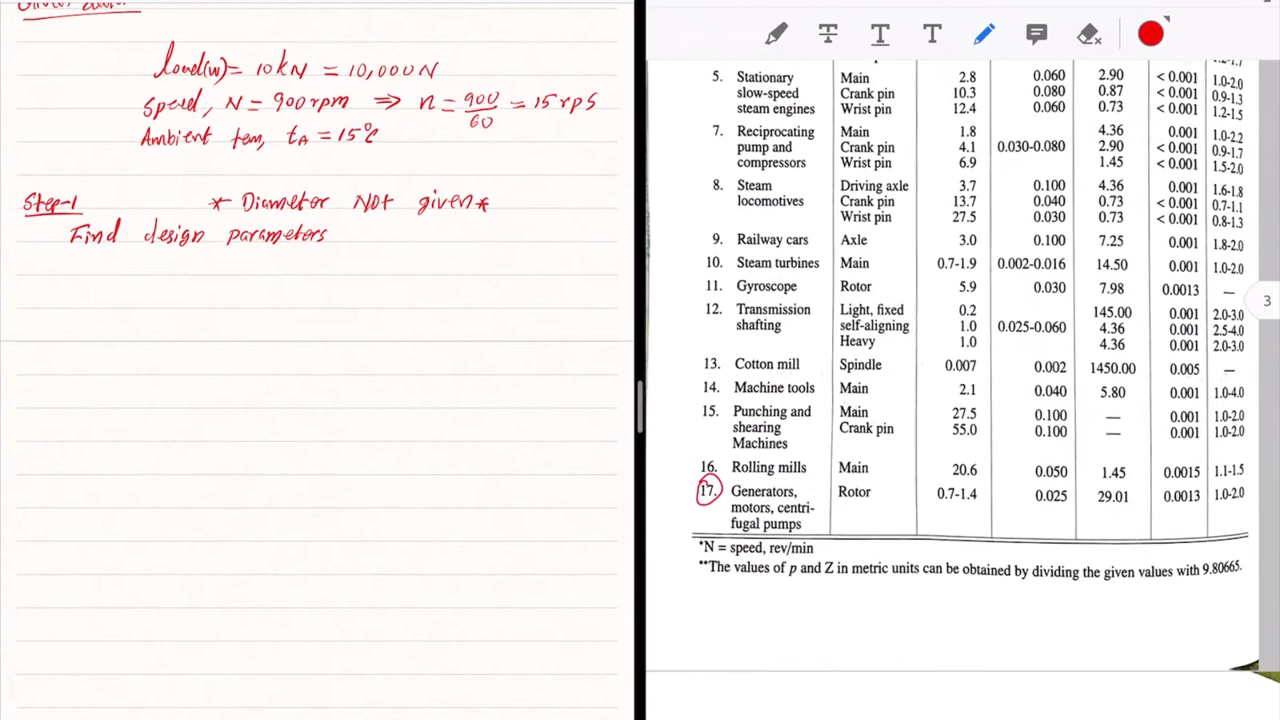 Load(w) = 10kN = 10,000N
Speed, N = 900rpm ⇒ n = 900/60 = 15rps
Ambient tem, tA = 15°C
Step-1 * Diameter Not given*
Find design parameters
5. Stationary Main 2.8 0.060 2.90 < 0.001 1.0-2.0
slow-speed Crank pin 10.3 0.080 0.87 < 0.001 0.9-1.3
steam engines Wrist pin 12.4 0.060 0.73 < 0.001 1.2-1.5
7. Reciprocating Main 1.8 4.36 0.001 1.0-2.2
pump and Crank pin 4.1 0.030-0.080 2.90 < 0.001 0.9-1.7
compressors Wrist pin 6.9 1.45 < 0.001 1.5-2.0
8. Steam Driving axle 3.7 0.100 4.36 0.001 1.6-1.8
locomotives Crank pin 13.7 0.040 0.73 < 0.001 0.7-1.1
Wrist pin 27.5 0.030 0.73 < 0.001 0.8-1.3
9. Railway cars Axle 3.0 0.100 7.25 0.001 1.8-2.0
10. Steam turbines Main 0.7-1.9 0.002-0.016 14.50 0.001 1.0-2.0
11. Gyroscope Rotor 5.9 0.030 7.98 0.0013 —
12. Transmission Light, fixed 0.2 145.00 0.001 2.0-3.0
shafting self-aligning 1.0 0.025-0.060 4.36 0.001 2.5-4.0
Heavy 1.0 4.36 0.001 2.0-3.0
13. Cotton mill Spindle 0.007 0.002 1450.00 0.005 —
14. Machine tools Main 2.1 0.040 5.80 0.001 1.0-4.0
15. Punching and Main 27.5 0.100 — 0.001 1.0-2.0
shearing Crank pin 55.0 0.100 — 0.001 1.0-2.0
Machines
16. Rolling mills Main 20.6 0.050 1.45 0.0015 1.1-1.5
17. Generators, Rotor 0.7-1.4 0.025 29.01 0.0013 1.0-2.0
motors, centri-
fugal pumps
*N = speed, rev/min
**The values of p and Z in metric units can be obtained by dividing the given values with 9.80665.
3